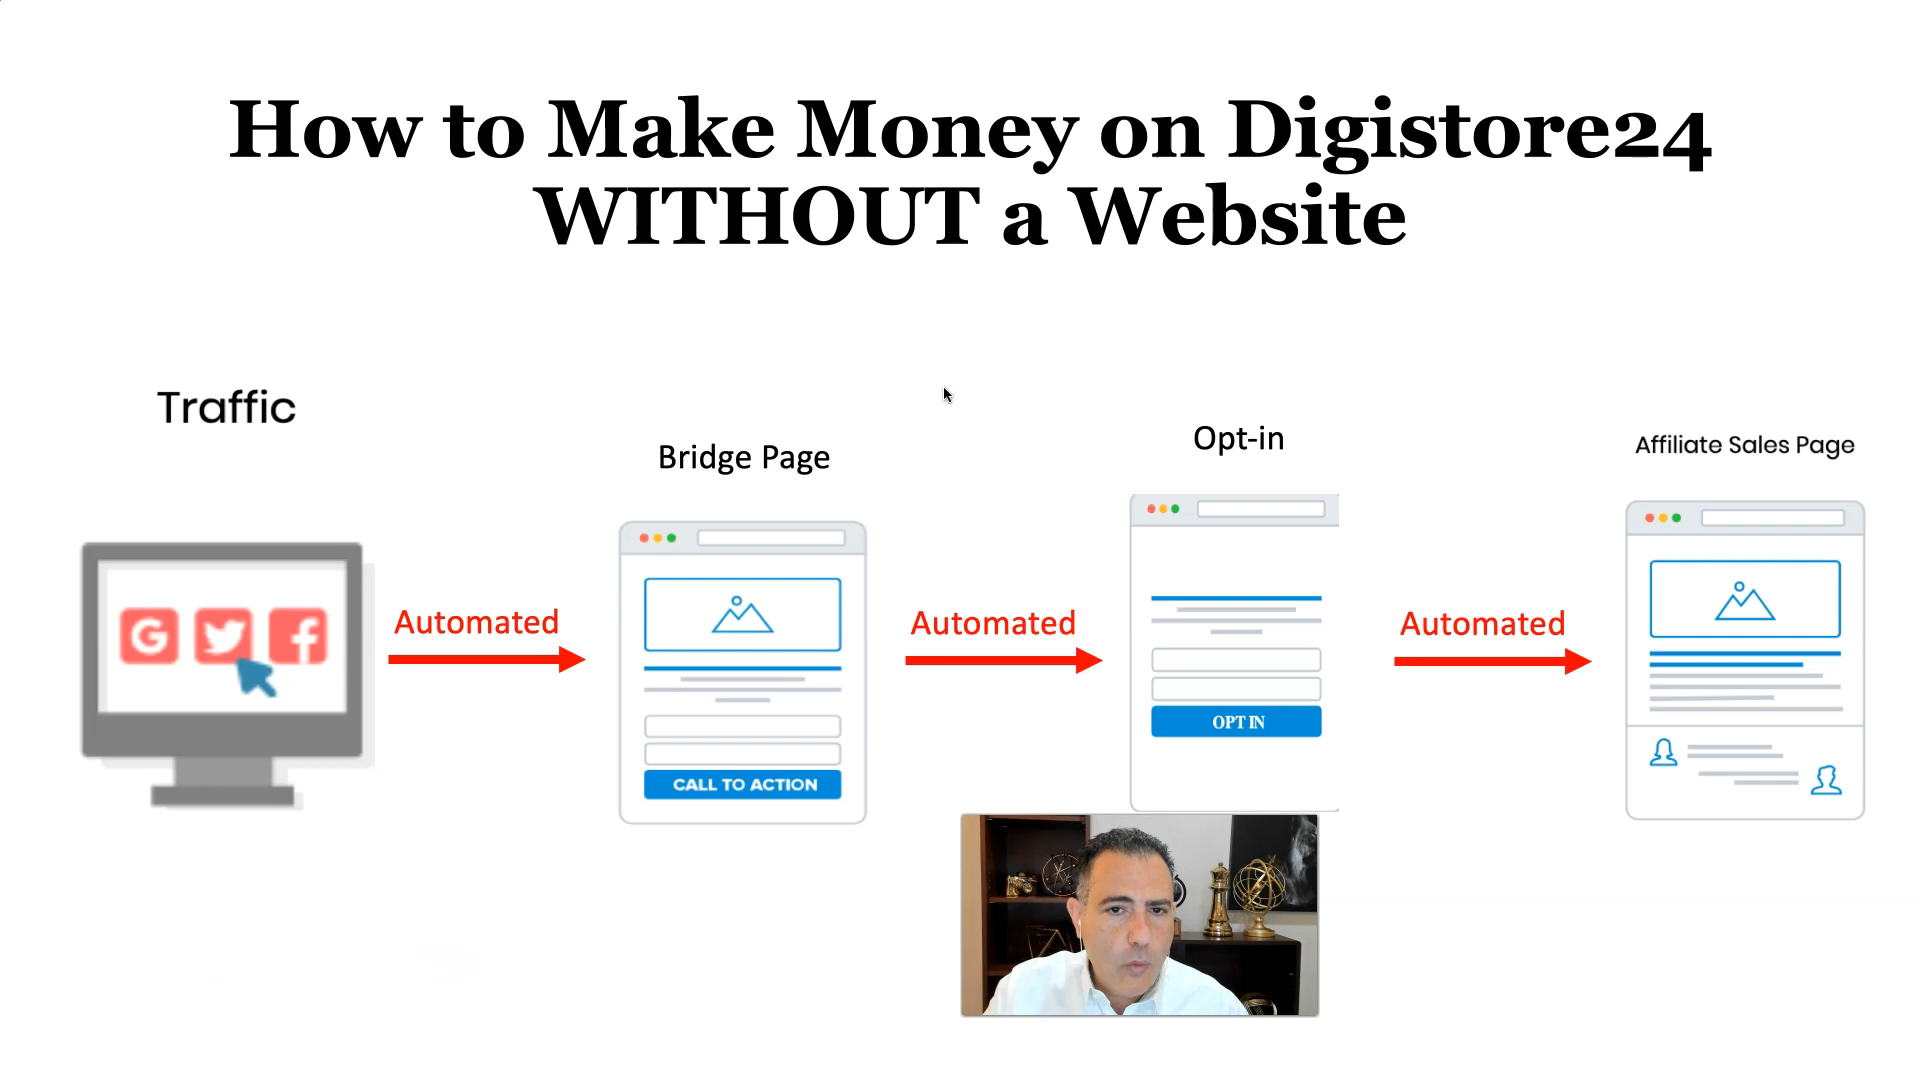 How to Make Money on Digistore24
WITHOUT a Website
Traffic
Bridge Page
Opt-in
Affiliate Sales Page
Automated
Automated
Automated
CALL TO ACTION
OPT IN